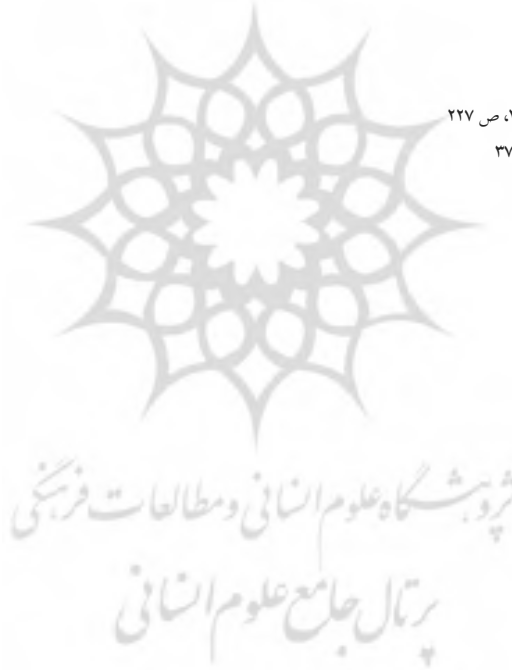 ، ص ۲۲۷
۳۷
پژوهشگاه علوم انسانی و مطالعات فرهنگی
پرتال جامع علوم انسانی